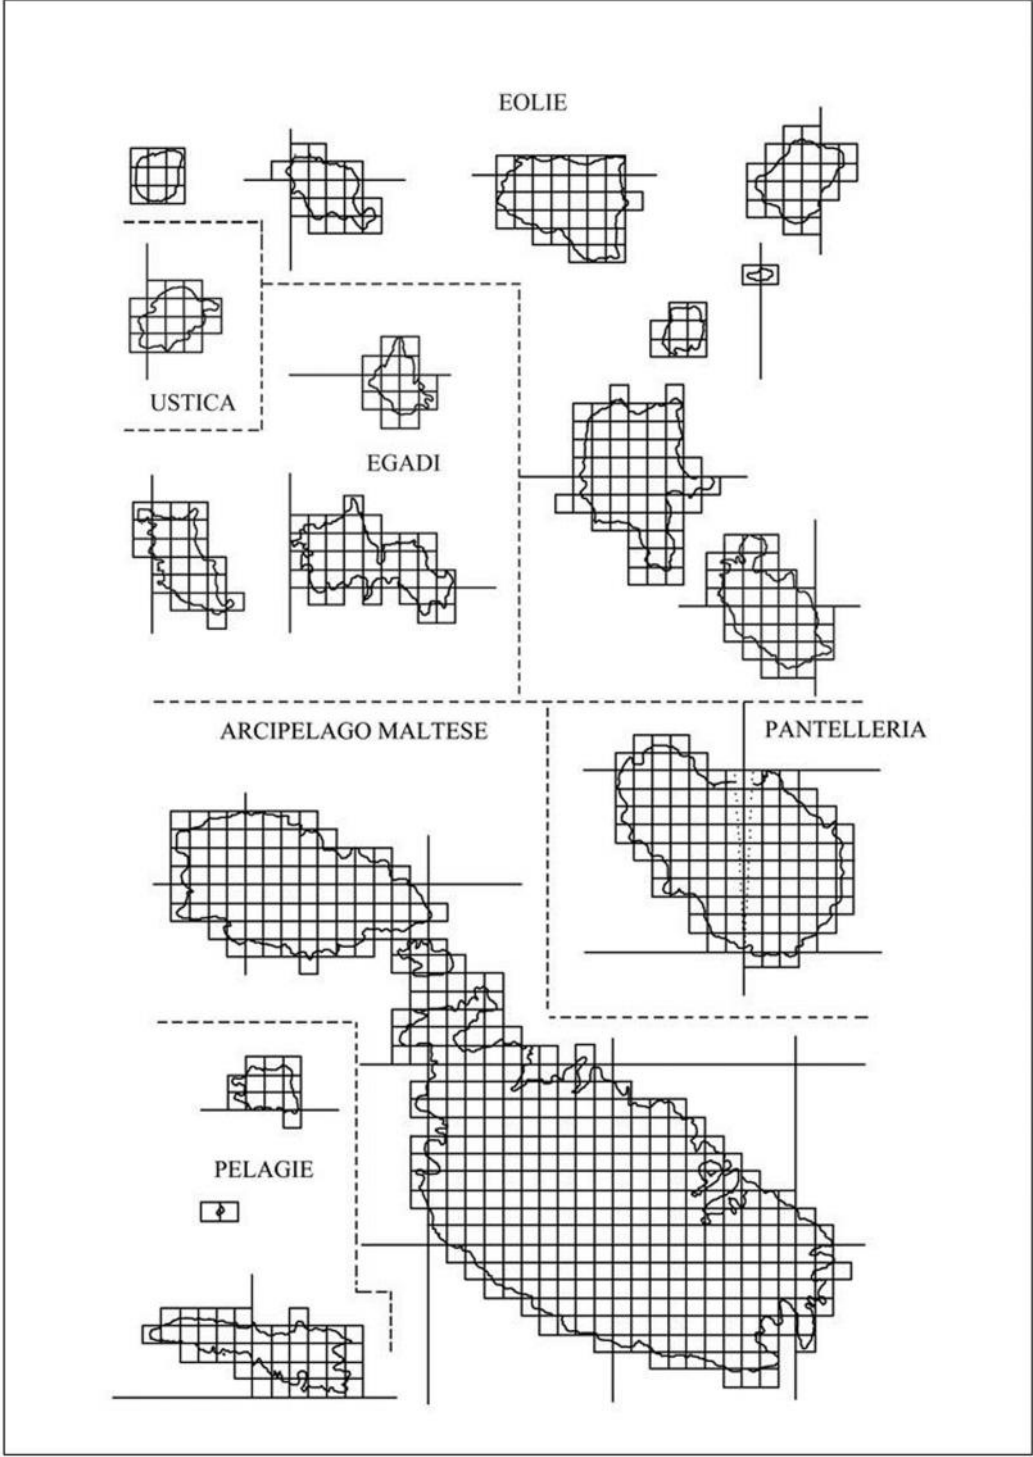 EOLIE
USTICA
EGADI
ARCIPELAGO MALTESE
PANTELLERIA
PELAGIE